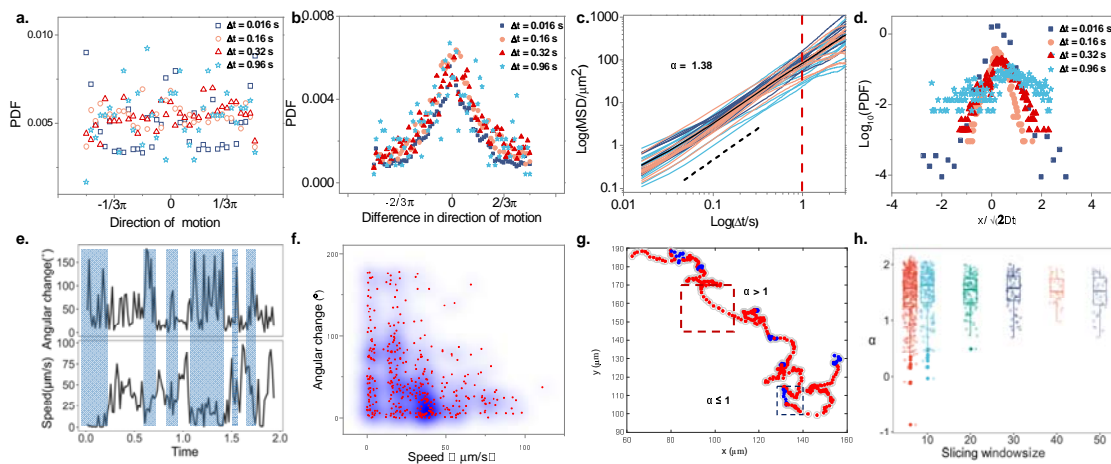 a.
0.010
0.005
PDF
Δt = 0.016 s
Δt = 0.16 s
Δt = 0.32 s
Δt = 0.96 s
-1/3π
0
1/3π
Direction of motion
b.
0.008
0.004
0.000
PDF
Δt = 0.016 s
Δt = 0.16 s
Δt = 0.32 s
Δt = 0.96 s
-2/3π
0
2/3π
Difference in direction of motion
c.
1000
100
10
1
0.1
Log(MSD/μm²)
α = 1.38
0.01
0.1
1
Log(Δt/s)
d.
0
-2
-4
Log₁₀(PDF)
Δt = 0.016 s
Δt = 0.16 s
Δt = 0.32 s
Δt = 0.96 s
-2
0
2
4
x/ √(2Dt
e.
150
100
50
0
Angular change(°)
75
50
25
0
Speed(μm/s)
0.0
0.5
1.0
1.5
2.0
Time
f.
200
100
0
Angular change (°)
0
50
100
Speed □ μm/s□
g.
190
180
170
160
150
140
130
120
110
100
90
y (μm)
α > 1
α ≤ 1
60
80
100
120
140
160
x (μm)
h.
2
1
0
-1
α
10
20
30
40
50
Slicing windowsize